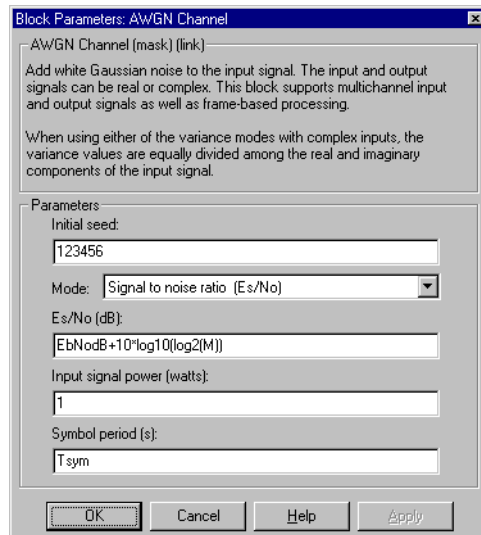 Block Parameters: AWGN Channel
AWGN Channel (mask) (link)
Add white Gaussian noise to the input signal. The input and output
signals can be real or complex. This block supports multichannel input
and output signals as well as frame-based processing.
When using either of the variance modes with complex inputs, the
variance values are equally divided among the real and imaginary
components of the input signal.
Parameters
Initial seed:
123456
Mode: Signal to noise ratio (Es/No)
Es/No (dB):
EbNodB+10*log10(log2(M))
Input signal power (watts):
1
Symbol period (s):
Tsym
OK Cancel Help Apply